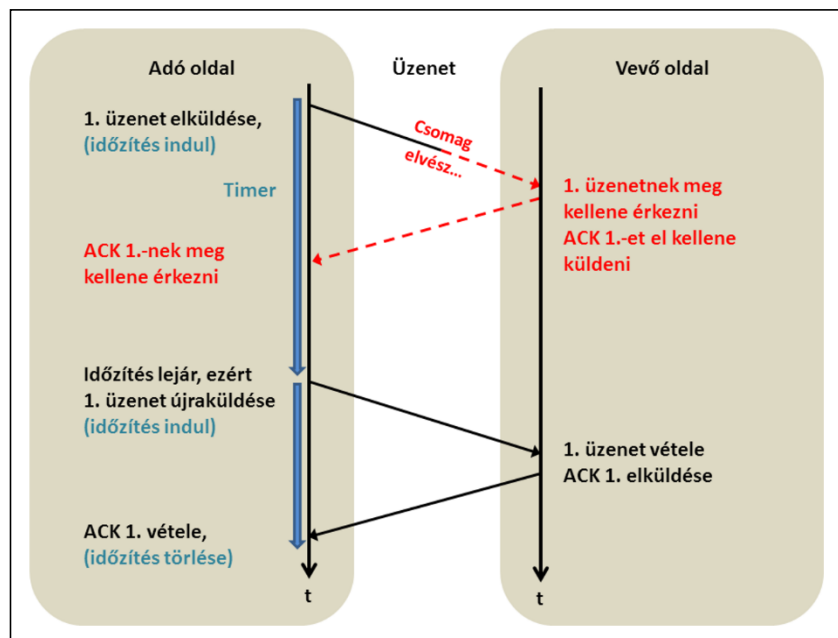 Adó oldal
Üzenet
Vevő oldal
1. üzenet elküldése,
(időzítés indul)
Csomag
elvész...
Timer
1. üzenetnek meg
kellene érkezni
ACK 1.-et el kellene
küldeni
ACK 1.-nek meg
kellene érkezni
Időzítés lejár, ezért
1. üzenet újraküldése
(időzítés indul)
1. üzenet vétele
ACK 1. elküldése
ACK 1. vétele,
(időzítés törlése)
t
t